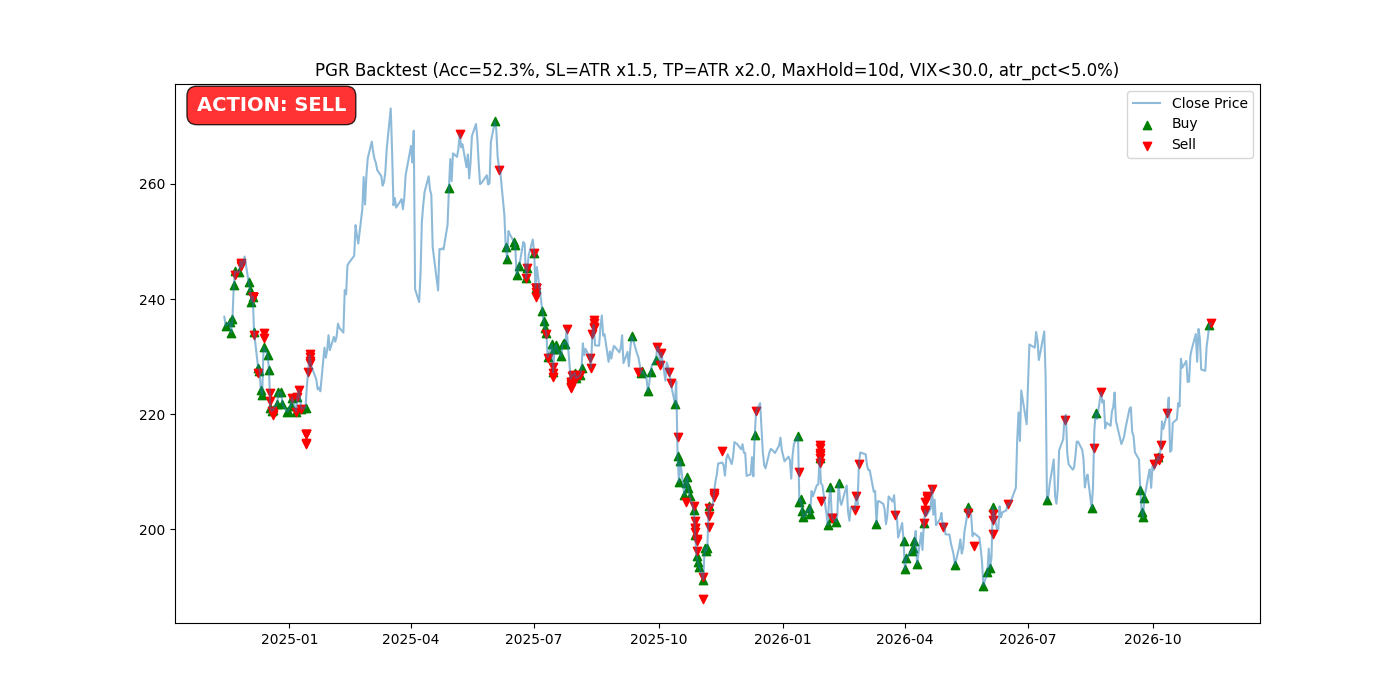 PGR Backtest (Acc=52.3%, SL=ATR x1.5, TP=ATR x2.0, MaxHold=10d, VIX<30.0, atr_pct<5.0%)
ACTION: SELL
Close Price
Buy
Sell
260
240
220
200
2025-01
2025-04
2025-07
2025-10
2026-01
2026-04
2026-07
2026-10